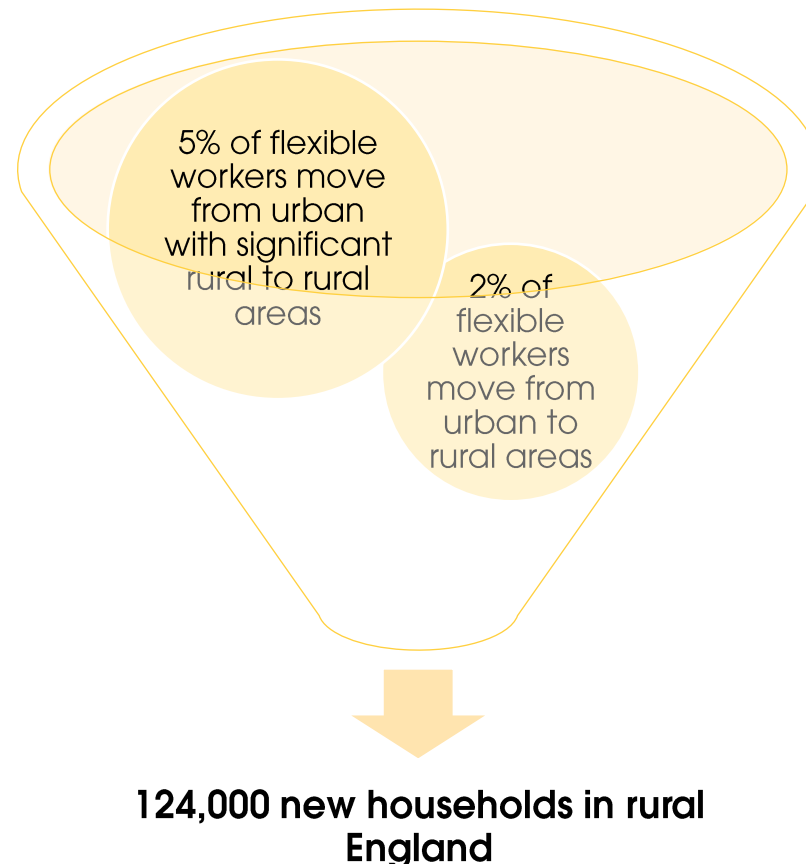 5% of flexible
workers move
from urban
with significant
rural to rural
areas
2% of
flexible
workers
move from
urban to
rural areas
124,000 new households in rural
England